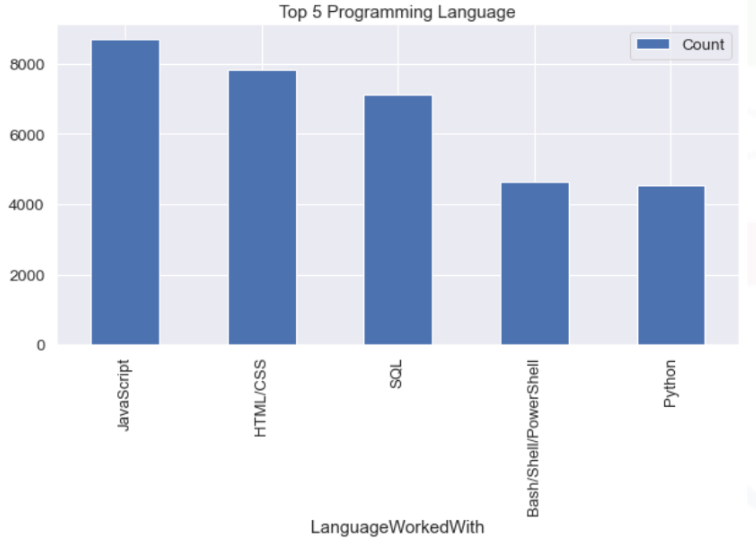 Top 5 Programming Language
Count
8000
6000
4000
2000
0
JavaScript
HTML/CSS
SQL
Bash/Shell/PowerShell
Python
LanguageWorkedWith